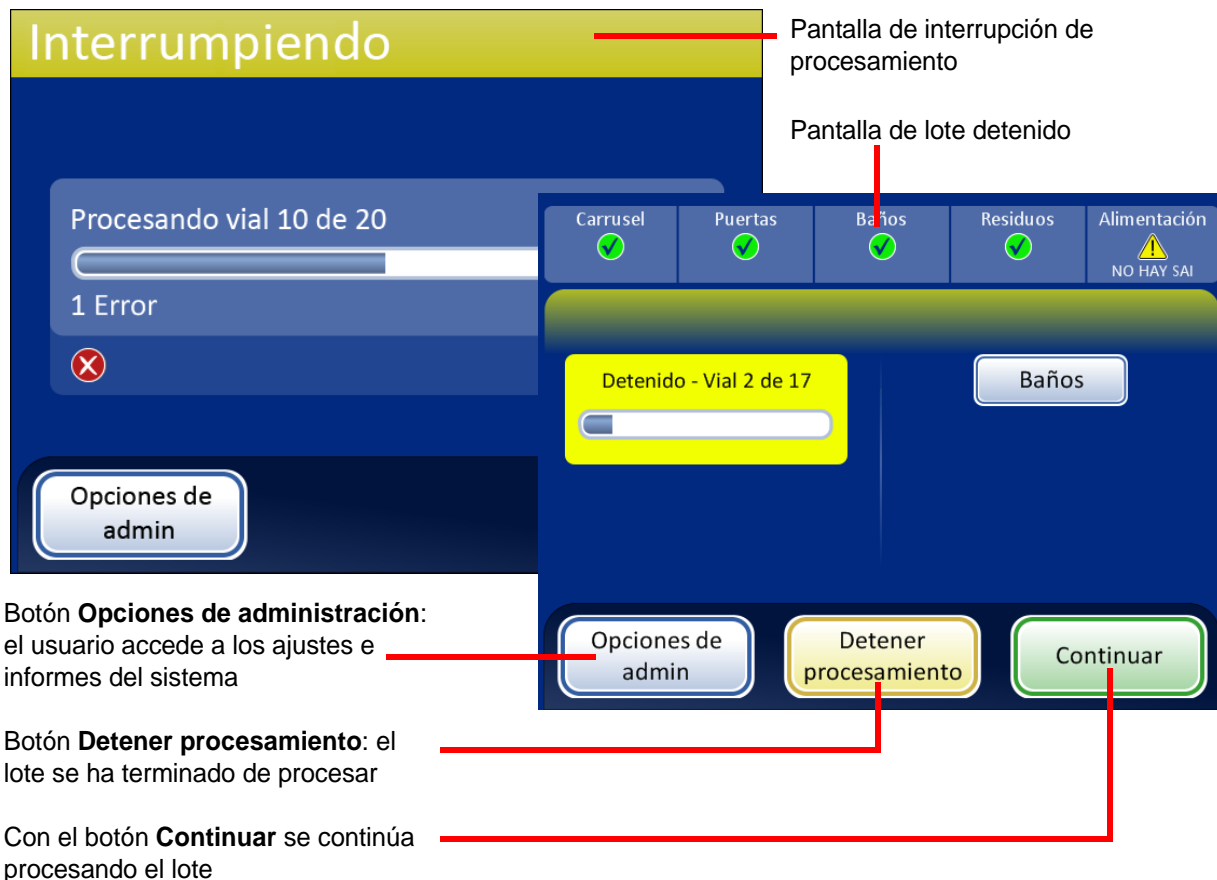 Interrumpiendo
Pantalla de interrupción de
procesamiento
Pantalla de lote detenido
Procesando vial 10 de 20
1 Error
Opciones de
admin
Carrusel
Puertas
Baños
Residuos
Alimentación
NO HAY SAI
Detenido - Vial 2 de 17
Baños
Opciones de
admin
Detener
procesamiento
Continuar
Botón Opciones de administración:
el usuario accede a los ajustes e
informes del sistema
Botón Detener procesamiento: el
lote se ha terminado de procesar
Con el botón Continuar se continúa
procesando el lote